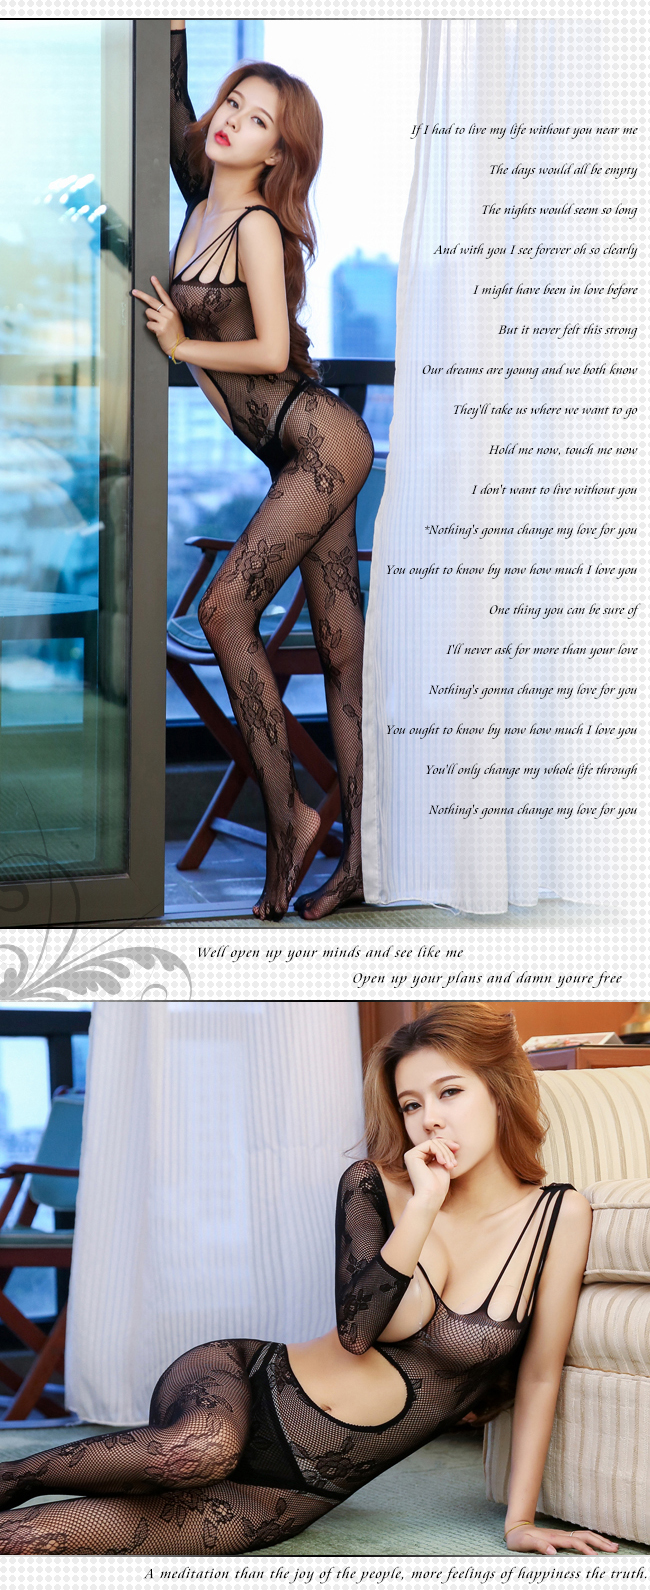 If I had to live my life without you near me
The days would all be empty
The nights would seem so long
And with you I see forever oh so clearly
I might have been in love before
But it never felt this strong
Our dreams are young and we both know
They'll take us where we want to go
Hold me now, touch me now
I don't want to live without you
*Nothing's gonna change my love for you
You ought to know by now how much I love you
One thing you can be sure of
I'll never ask for more than your love
Nothing's gonna change my love for you
You ought to know by now how much I love you
You'll only change my whole life through
Nothing's gonna change my love for you
Well open up your minds and see like me
Open up your plans and damn youre free
A meditation than the joy of the people, more feelings of happiness the truth.